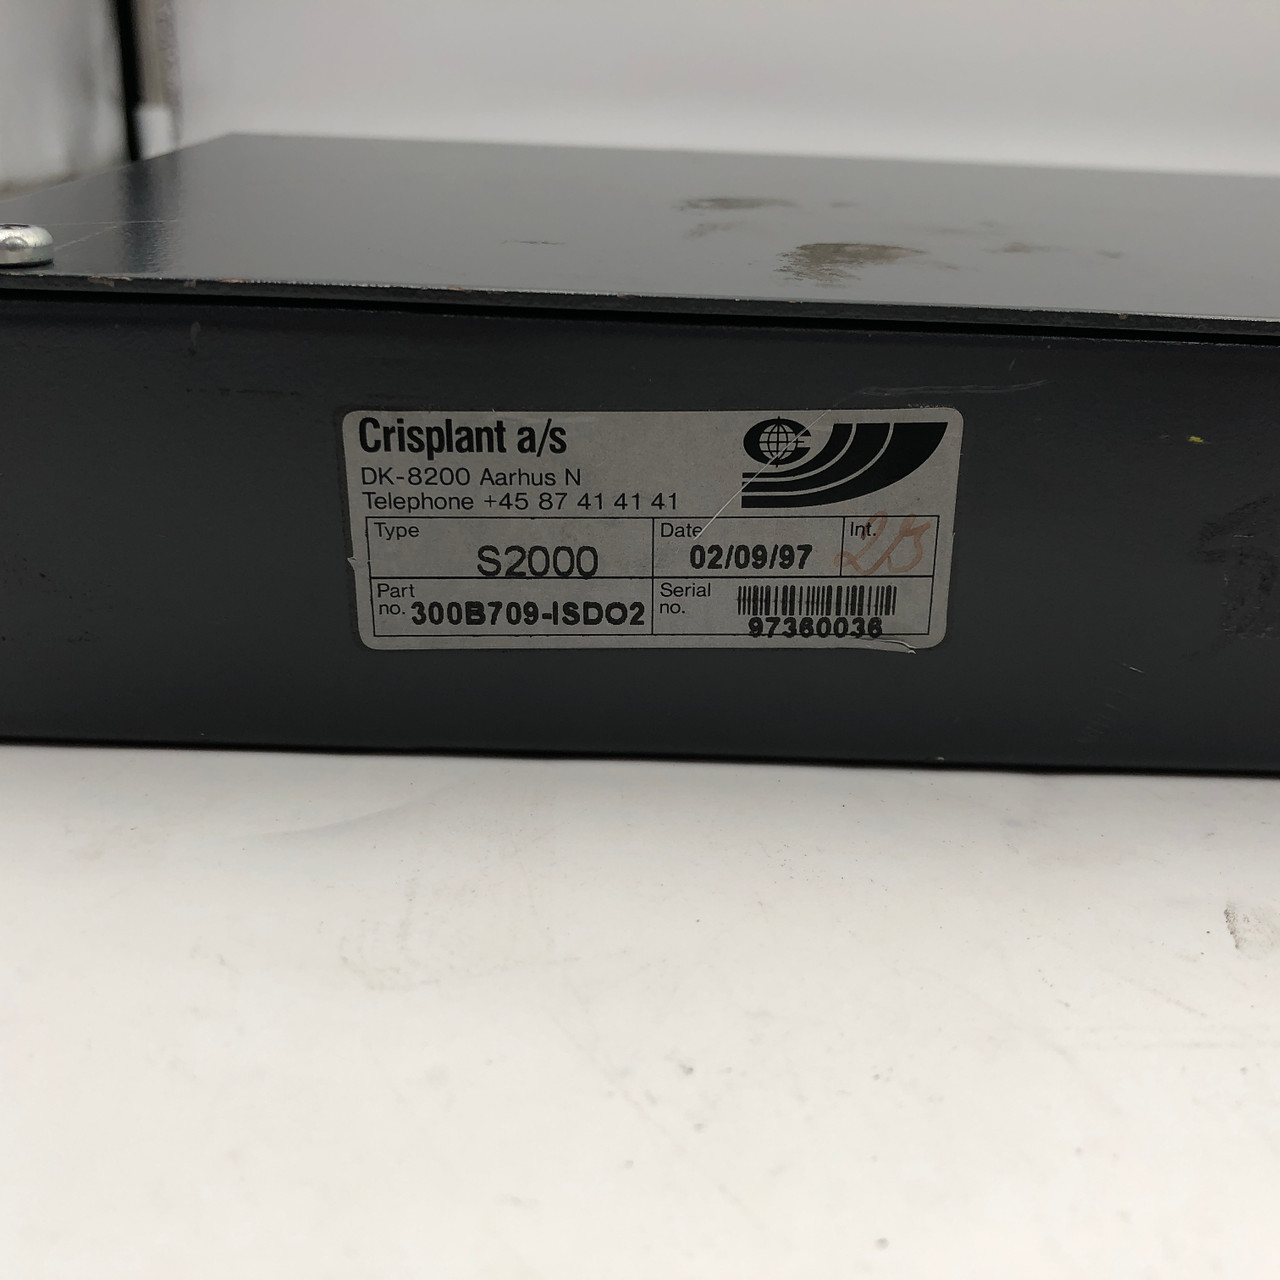 Crisplant a/s
DK-8200 Aarhus N
Telephone +45 87 41 41 41
Type S2000
Date 02/09/97
Int.
Part no. 300B709-ISDO2
Serial no. 97360036